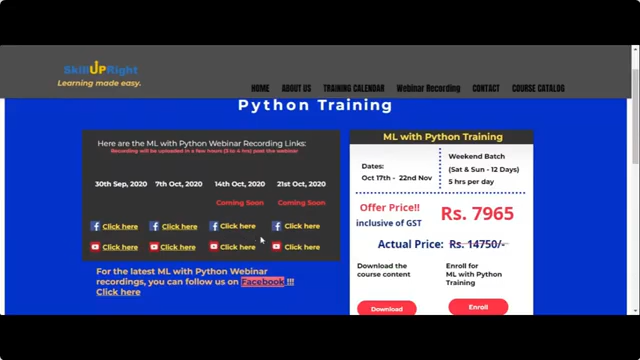 SkillUPRight
Learning made easy.
HOME ABOUT US TRAINING CALENDAR Webinar Recording CONTACT COURSE CATALOG
Python Training
Here are the ML with Python Webinar Recording Links:
Recording will be uploaded in a few hours (3 to 4 hrs) post the webinar
30th Sep, 2020 7th Oct, 2020 14th Oct, 2020 21st Oct, 2020
Coming Soon Coming Soon
Click here Click here Click here Click here
Click here Click here Click here Click here
For the latest ML with Python Webinar
recordings, you can follow us on Facebook !!!
Click here
ML with Python Training
Dates:
Oct 17th - 22nd Nov
Weekend Batch
(Sat & Sun - 12 Days)
5 hrs per day
Offer Price!!
inclusive of GST
Rs. 7965
Actual Price: Rs. 14750/-
Download the
course content
Download
Enroll for
ML with Python
Training
Enroll